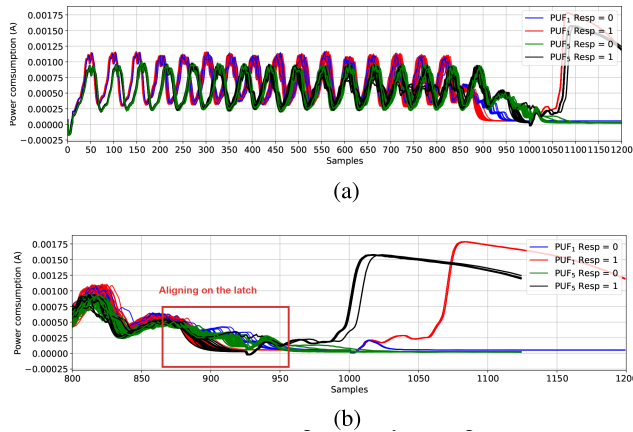 0.00175
0.00150
0.00125
0.00100
0.00075
0.00050
0.00025
0.00000
−0.00025
Power comsumption (A)
PUF1 Resp = 0
PUF1 Resp = 1
PUF5 Resp = 0
PUF5 Resp = 1
0 50 100 150 200 250 300 350 400 450 500 550 600 650 700 750 800 850 900 950 1000 1050 1100 1150 1200
Samples
(a)
0.00175
0.00150
0.00125
0.00100
0.00075
0.00050
0.00025
0.00000
−0.00025
Power comsumption (A)
Aligning on the latch
PUF1 Resp = 0
PUF1 Resp = 1
PUF5 Resp = 0
PUF5 Resp = 1
800 850 900 950 1000 1050 1100 1150 1200
Samples
(b)